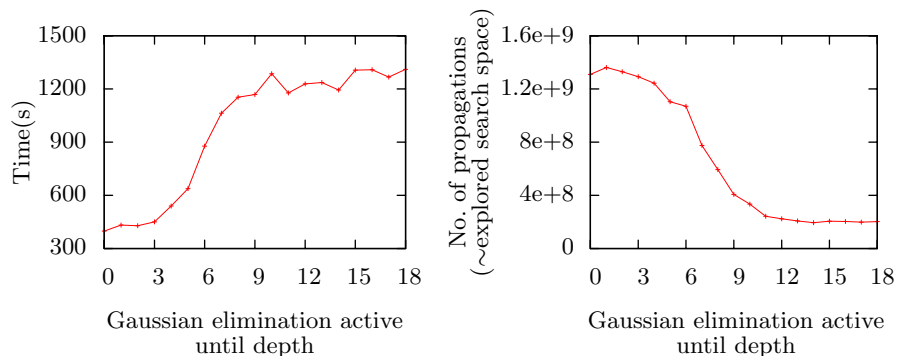 1500
1200
900
600
300
Time(s)
0 3 6 9 12 15 18
Gaussian elimination active
until depth
1.6e+9
1.2e+9
8e+8
4e+8
0
No. of propagations
(∼explored search space)
0 3 6 9 12 15 18
Gaussian elimination active
until depth